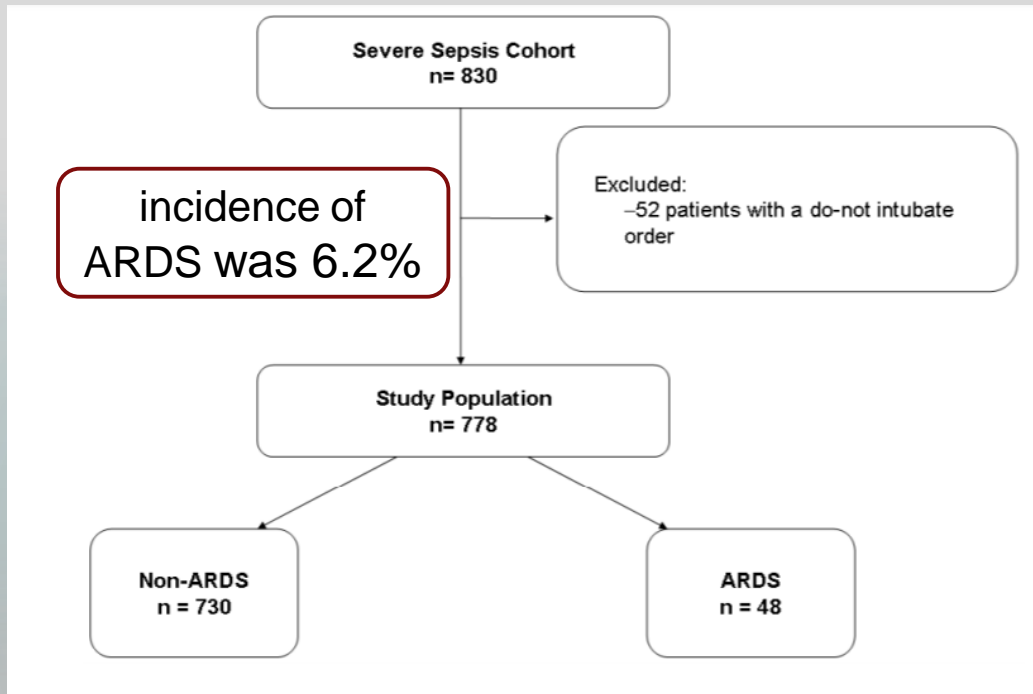 Severe Sepsis Cohort
n= 830
incidence of
ARDS was 6.2%
Excluded:
–52 patients with a do-not intubate
order
Study Population
n= 778
Non-ARDS
n = 730
ARDS
n = 48